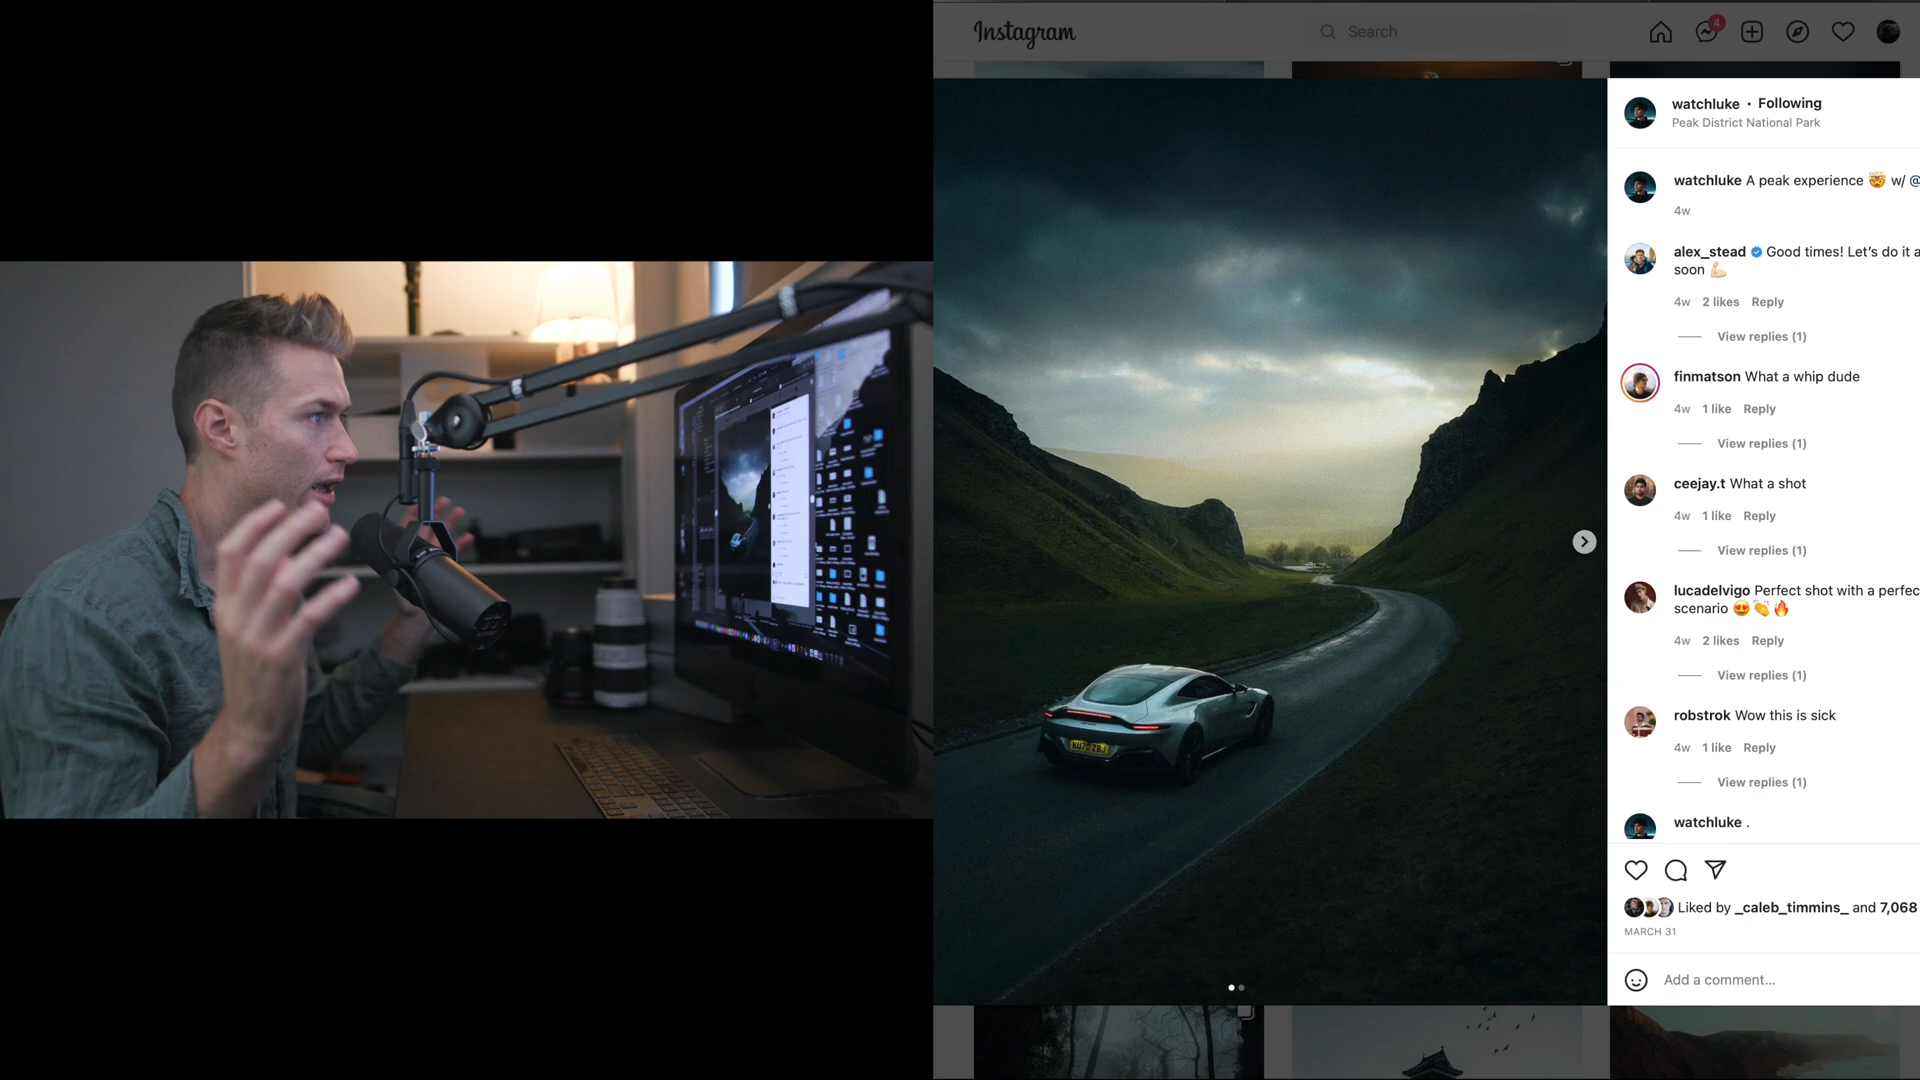 Instagram
Search
4
watchluke • Following
Peak District National Park
watchluke A peak experience 🤯 w/ @
4w
alex_stead Good times! Let's do it a
soon 💪🏻
4w 2 likes Reply
View replies (1)
finmatson What a whip dude
4w 1 like Reply
View replies (1)
ceejay.t What a shot
4w 1 like Reply
View replies (1)
lucadelvigo Perfect shot with a perfec
scenario 😍👏🔥
4w 2 likes Reply
View replies (1)
robstrok Wow this is sick
4w 1 like Reply
View replies (1)
watchluke .
Liked by _caleb_timmins_ and 7,068
MARCH 31
Add a comment...